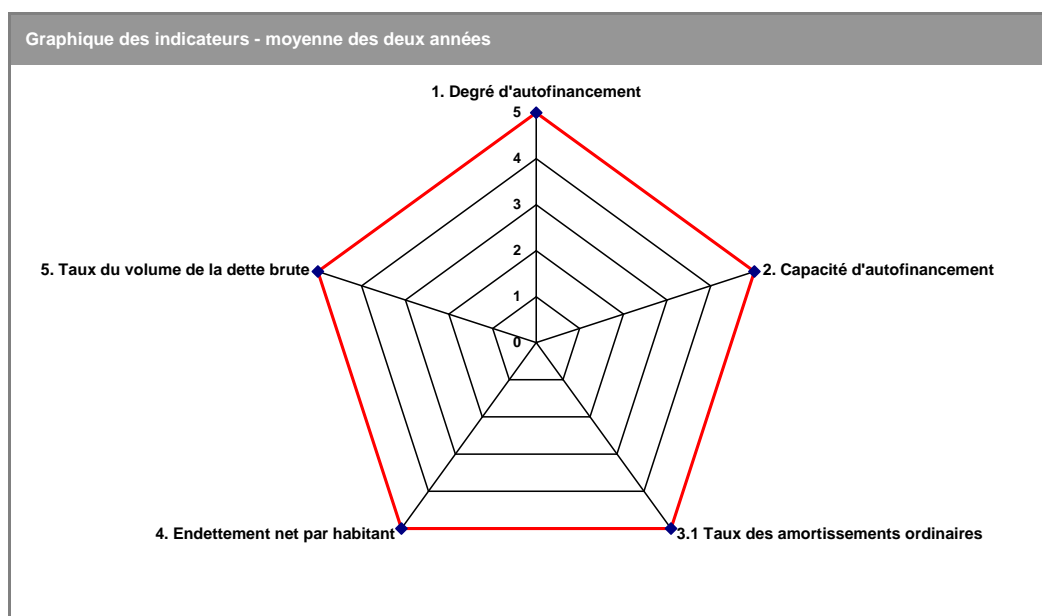 Graphique des indicateurs - moyenne des deux années
1. Degré d'autofinancement
5
4
3
2
1
0
5. Taux du volume de la dette brute
2. Capacité d'autofinancement
4. Endettement net par habitant
3.1 Taux des amortissements ordinaires